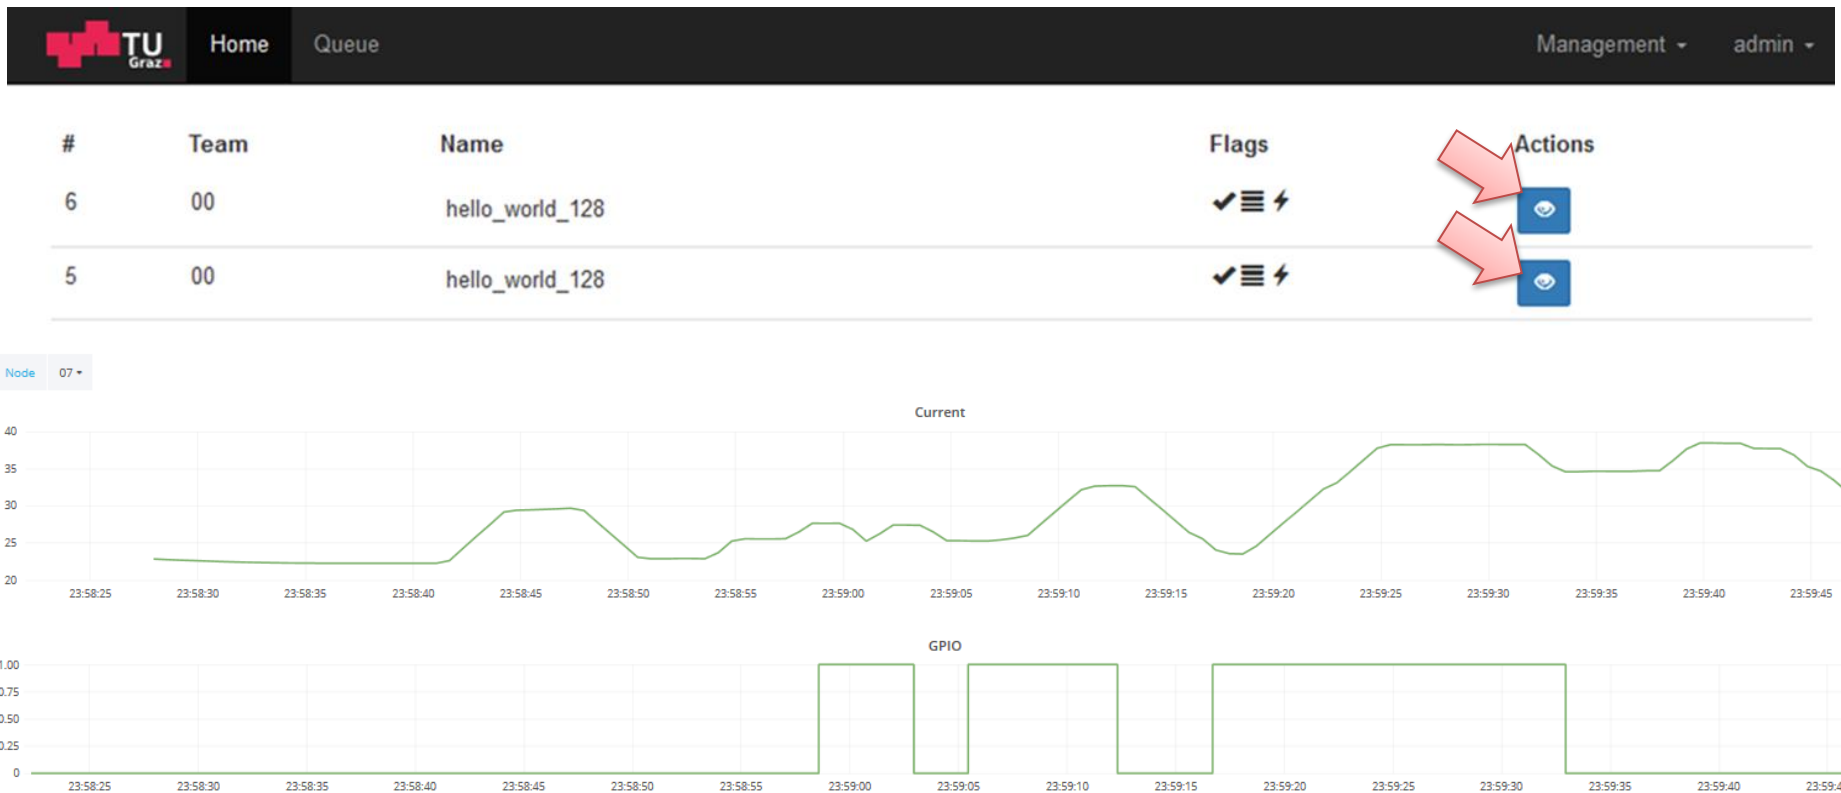 TU Graz Home Queue Management admin
# Team Name Flags Actions
6 00 hello_world_128
5 00 hello_world_128
Node 07
Current
40
35
30
25
20
23:58:25 23:58:30 23:58:35 23:58:40 23:58:45 23:58:50 23:58:55 23:59:00 23:59:05 23:59:10 23:59:15 23:59:20 23:59:25 23:59:30 23:59:35 23:59:40 23:59:45
GPIO
1.00
0.75
0.50
0.25
0
23:58:25 23:58:30 23:58:35 23:58:40 23:58:45 23:58:50 23:58:55 23:59:00 23:59:05 23:59:10 23:59:15 23:59:20 23:59:25 23:59:30 23:59:35 23:59:40 23:59:4